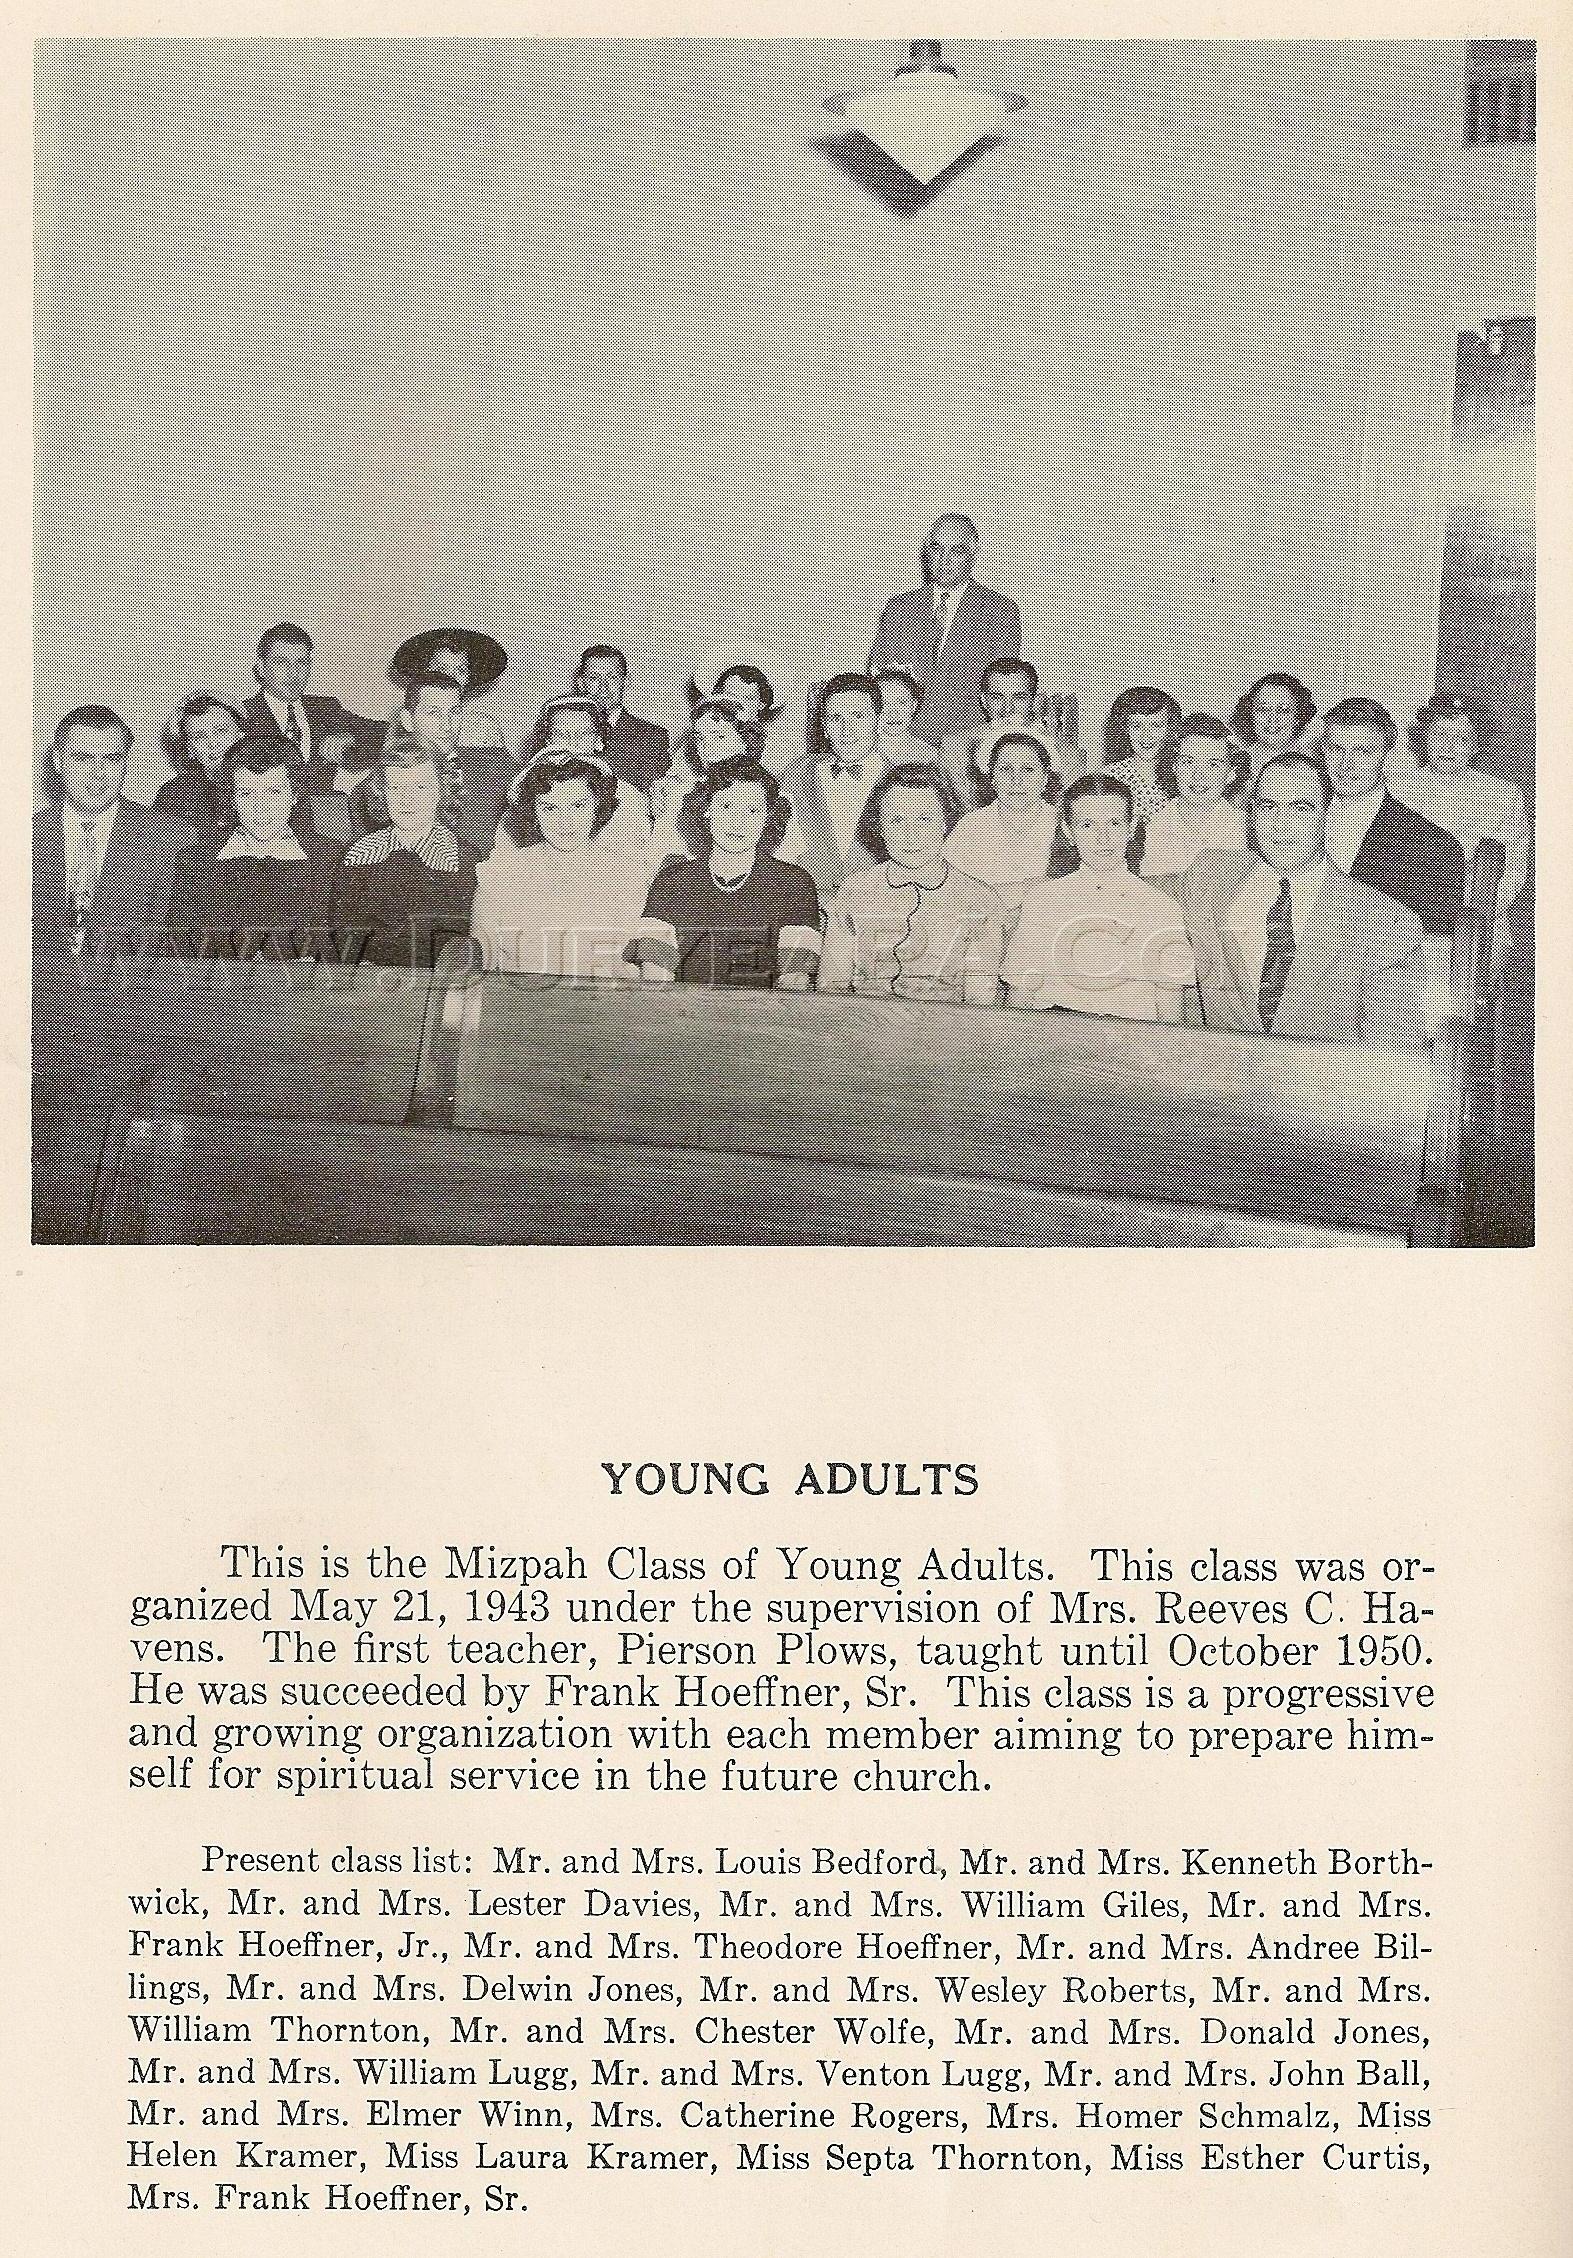 WWW.DURYEAPA.Co
YOUNG ADULTS
This is the Mizpah Class of Young Adults. This class was or-
ganized May 21, 1943 under the supervision of Mrs. Reeves C. Ha-
vens. The first teacher, Pierson Plows, taught until October 1950.
He was succeeded by Frank Hoeffner, Sr. This class is a progressive
and growing organization with each member aiming to prepare him-
self for spiritual service in the future church.
Present class list: Mr. and Mrs. Louis Bedford, Mr. and Mrs. Kenneth Borth-
wick, Mr. and Mrs. Lester Davies, Mr. and Mrs. William Giles, Mr. and Mrs.
Frank Hoeffner, Jr., Mr. and Mrs. Theodore Hoeffner, Mr. and Mrs. Andree Bil-
lings, Mr. and Mrs. Delwin Jones, Mr. and Mrs. Wesley Roberts, Mr. and Mrs.
William Thornton, Mr. and Mrs. Chester Wolfe, Mr. and Mrs. Donald Jones,
Mr. and Mrs. William Lugg, Mr. and Mrs. Venton Lugg, Mr. and Mrs. John Ball,
Mr. and Mrs. Elmer Winn, Mrs. Catherine Rogers, Mrs. Homer Schmalz, Miss
Helen Kramer, Miss Laura Kramer, Miss Septa Thornton, Miss Esther Curtis,
Mrs. Frank Hoeffner, Sr.